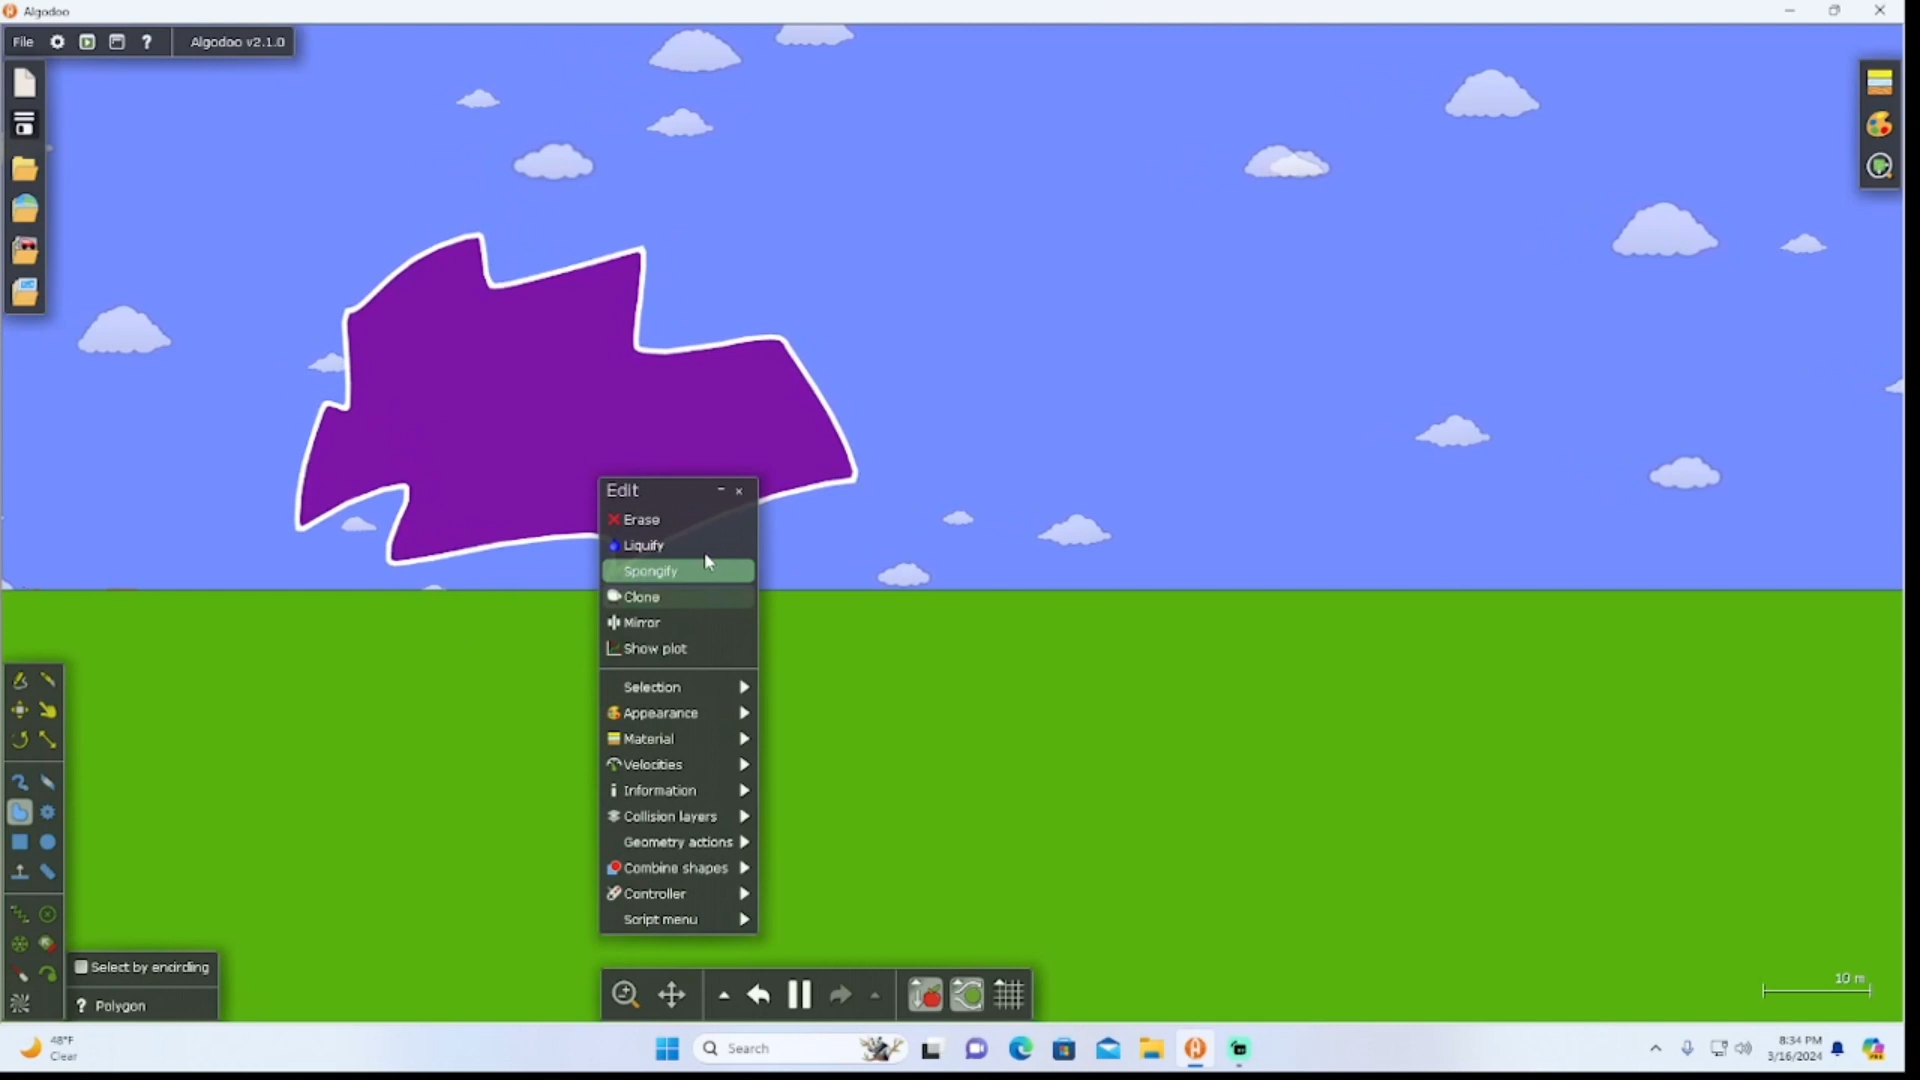 Algodoo
File
?
Algodoo v2.1.0
Edit
Erase
Liquify
Spongify
Clone
Mirror
Show plot
Selection
Appearance
Material
Velocities
Information
Collision layers
Geometry actions
Combine shapes
Controller
Script menu
Select by encircling
? Polygon
10 m
48°F
Clear
Search
8:34 PM
3/16/2024